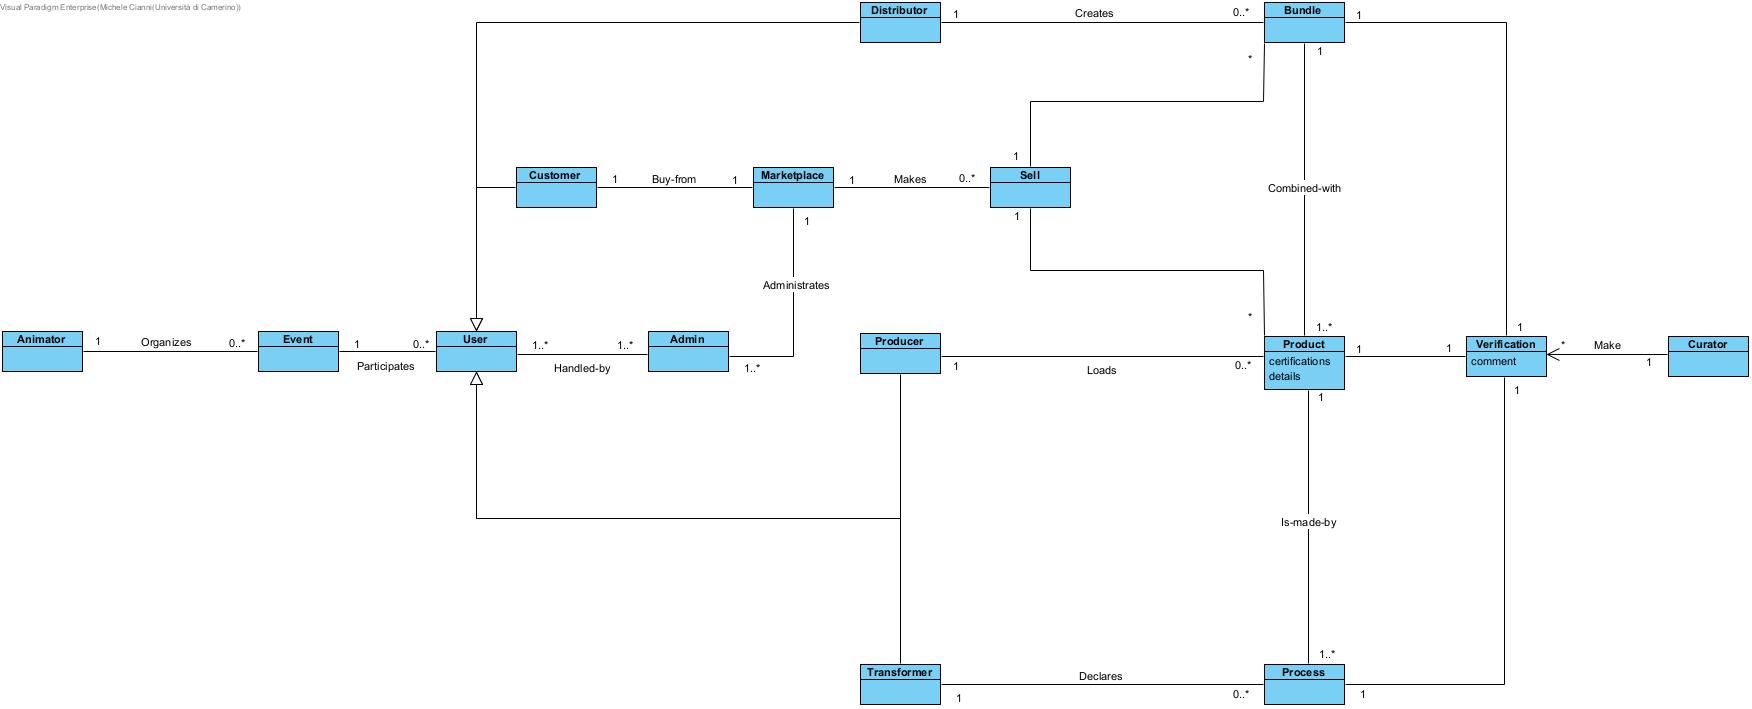 Visual Paradigm Enterprise(Michele Cianni(Università di Camerino))
Distributor
1
Creates
0..*
Bundle
1
*
1
1
Customer
1
Buy-from
1
Marketplace
1
Makes
0..*
Sell
1
1
Combined-with
Administrates
*
1..*
1
Animator
1
Organizes
0..*
Event
1
Participates
0..*
User
1..*
Handled-by
1..*
Admin
1..*
Producer
1
Loads
0..*
Product
certifications
details
1
1
Verification
comment
*
Make
1
Curator
1
1
Is-made-by
1..*
Transformer
1
Declares
0..*
Process
1